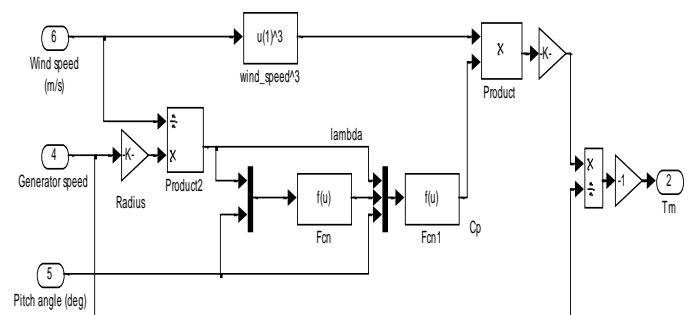 6
Wind speed
(m/s)
u(1)^3
wind_speed^3
x
Product
-K-
4
Generator speed
-K-
Radius
÷
x
Product2
lambda
f(u)
Fcn
f(u)
Fcn1
Cp
x
÷
-1
2
Tm
5
Pitch angle (deg)